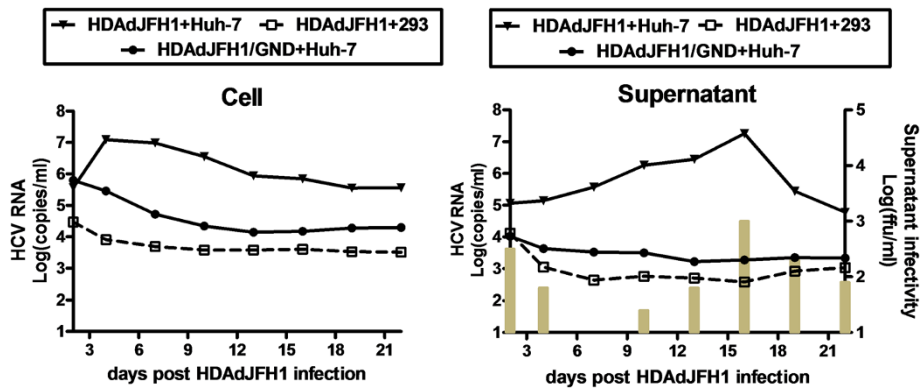 HDAdJFH1+Huh-7 HDAdJFH1+293
HDAdJFH1/GND+Huh-7
Cell
HCV RNA
Log(copies/ml)
8
7
6
5
4
3
2
1
3 6 9 12 15 18 21
days post HDAdJFH1 infection
HDAdJFH1+Huh-7 HDAdJFH1+293
HDAdJFH1/GND+Huh-7
Supernatant
HCV RNA
Log(copies/ml)
8
7
6
5
4
3
2
1
5
4
3
2
1
Supernatant infectivity
Log(ffu/ml)
3 6 9 12 15 18 21
days post HDAdJFH1 infection